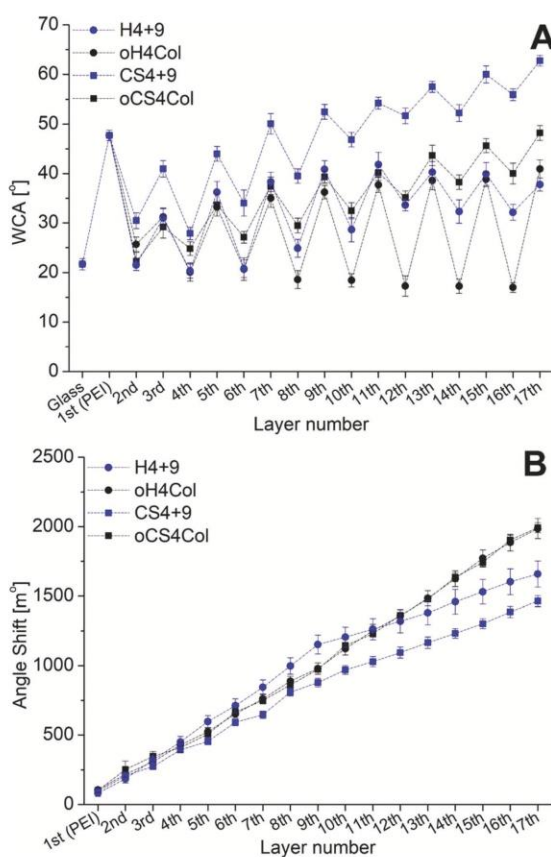 A
H4+9
oH4Col
CS4+9
oCS4Col
WCA [°]
70
60
50
40
30
20
10
0
Glass
1st (PEI)
2nd
3rd
4th
5th
6th
7th
8th
9th
10th
11th
12th
13th
14th
15th
16th
17th
Layer number
B
H4+9
oH4Col
CS4+9
oCS4Col
Angle Shift [m°]
2500
2000
1500
1000
500
0
1st (PEI)
2nd
3rd
4th
5th
6th
7th
8th
9th
10th
11th
12th
13th
14th
15th
16th
17th
Layer number